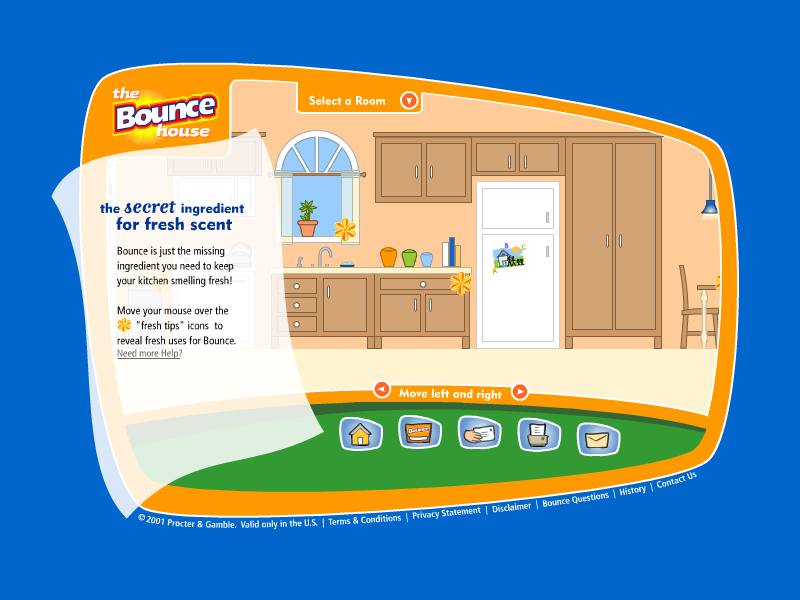 the
Bounce
house
Select a Room
the secret ingredient
for fresh scent
Bounce is just the missing
ingredient you need to keep
your kitchen smelling fresh!
Move your mouse over the
"fresh tips" icons to
reveal fresh uses for Bounce.
Need more Help?
Move left and right
Bounce
© 2001 Procter & Gamble. Valid only in the U.S. | Terms & Conditions | Privacy Statement | Disclaimer | Bounce Questions | History | Contact Us